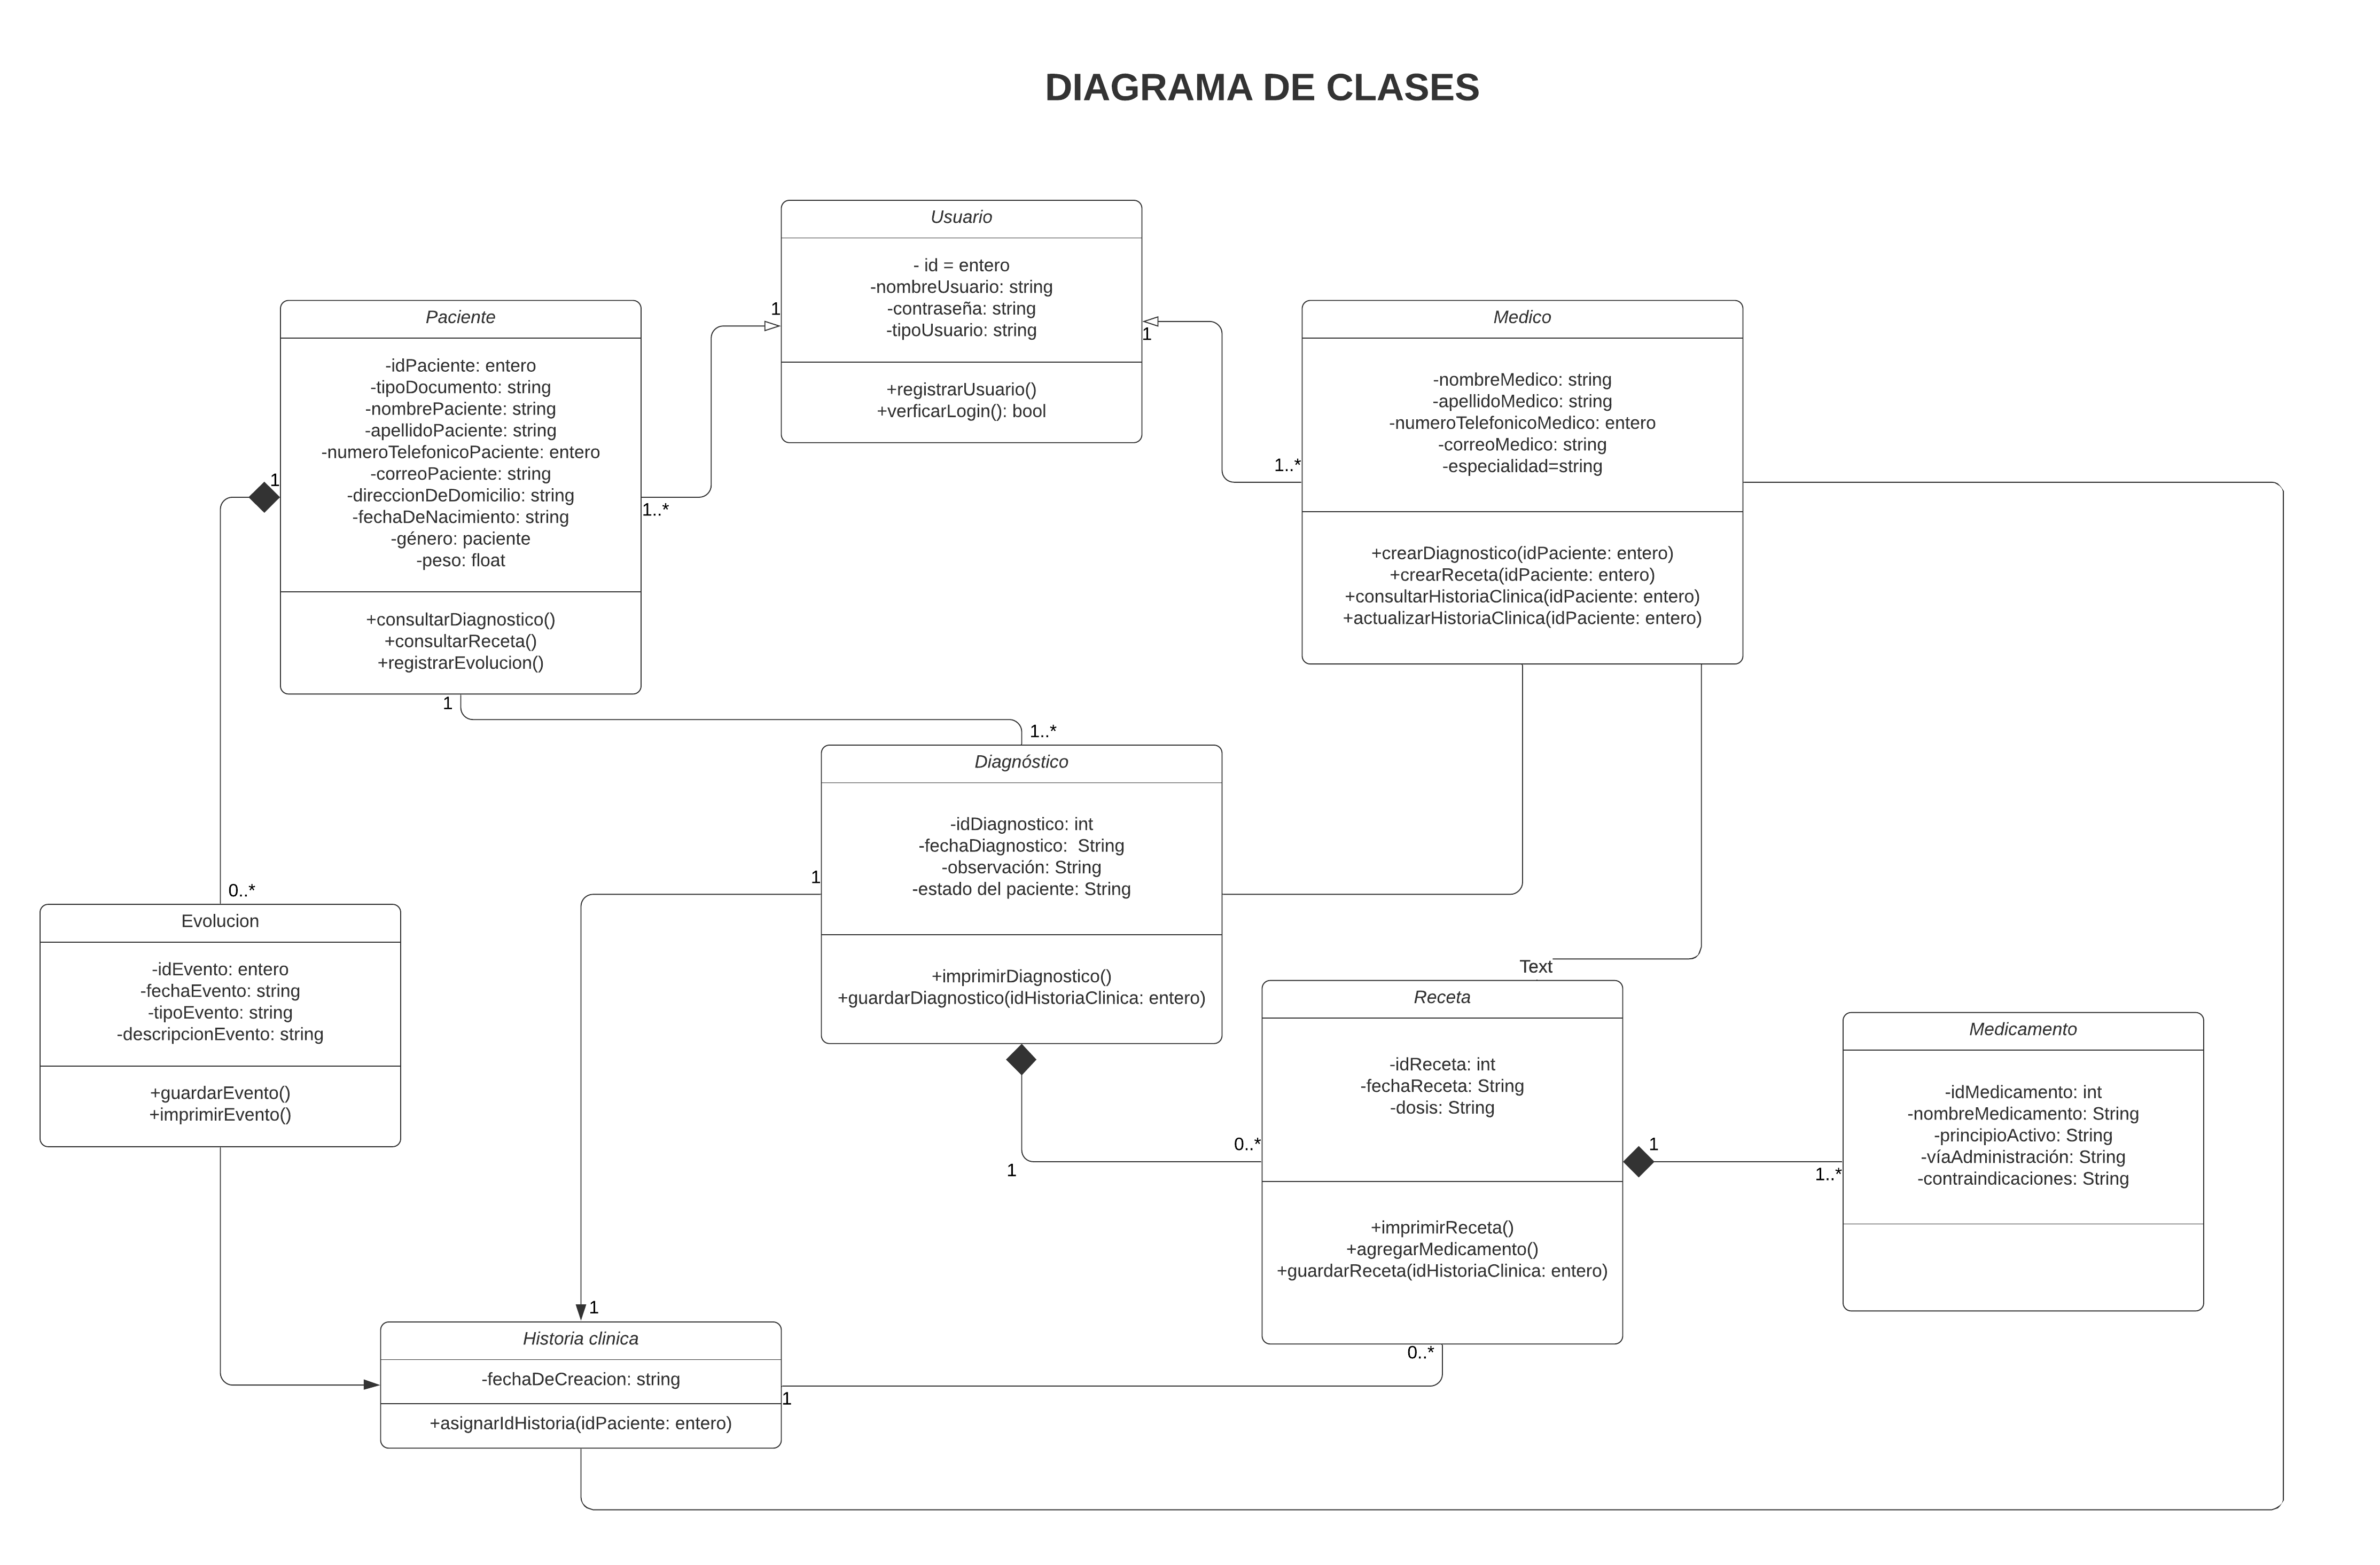 DIAGRAMA DE CLASES
Usuario
- id = entero
-nombreUsuario: string
-contraseña: string
-tipoUsuario: string
+registrarUsuario()
+verficarLogin(): bool
1
1
Paciente
-idPaciente: entero
-tipoDocumento: string
-nombrePaciente: string
-apellidoPaciente: string
-numeroTelefonicoPaciente: entero
-correoPaciente: string
-direccionDeDomicilio: string
-fechaDeNacimiento: string
-género: paciente
-peso: float
+consultarDiagnostico()
+consultarReceta()
+registrarEvolucion()
1
1..*
1
Medico
-nombreMedico: string
-apellidoMedico: string
-numeroTelefonicoMedico: entero
-correoMedico: string
-especialidad=string
+crearDiagnostico(idPaciente: entero)
+crearReceta(idPaciente: entero)
+consultarHistoriaClinica(idPaciente: entero)
+actualizarHistoriaClinica(idPaciente: entero)
1..*
1..*
Diagnóstico
-idDiagnostico: int
-fechaDiagnostico:  String
-observación: String
-estado del paciente: String
+imprimirDiagnostico()
+guardarDiagnostico(idHistoriaClinica: entero)
1
1
0..*
Evolucion
-idEvento: entero
-fechaEvento: string
-tipoEvento: string
-descripcionEvento: string
+guardarEvento()
+imprimirEvento()
Text
Receta
-idReceta: int
-fechaReceta: String
-dosis: String
+imprimirReceta()
+agregarMedicamento()
+guardarReceta(idHistoriaClinica: entero)
0..*
1
0..*
Medicamento
-idMedicamento: int
-nombreMedicamento: String
-principioActivo: String
-víaAdministración: String
-contraindicaciones: String
1..*
1
Historia clinica
-fechaDeCreacion: string
+asignarIdHistoria(idPaciente: entero)
1